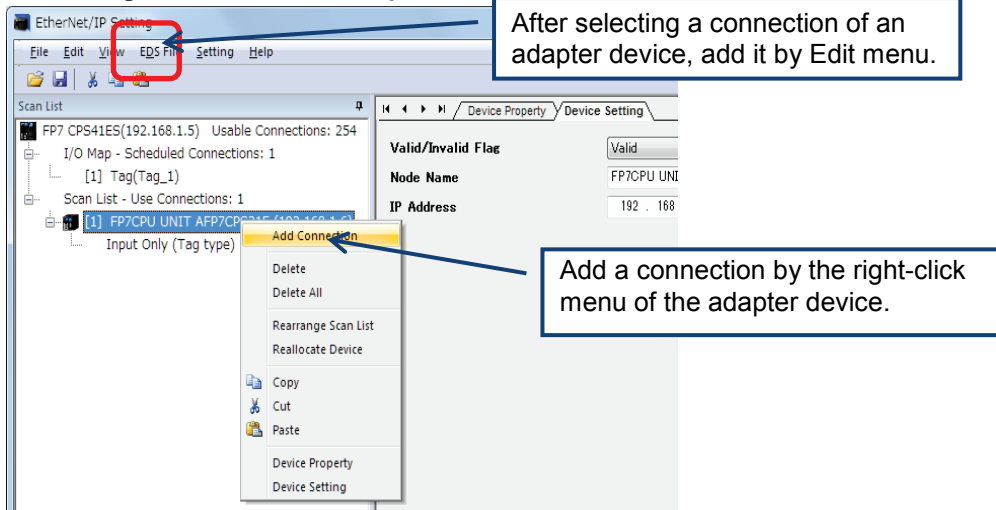 EtherNet/IP Setting
After selecting a connection of an
adapter device, add it by Edit menu.
File Edit View EDS File Setting Help
Scan List
Device Property Device Setting
FP7 CPS41ES(192.168.1.5) Usable Connections: 254
I/O Map - Scheduled Connections: 1
[1] Tag(Tag_1)
Scan List - Use Connections: 1
[1] FP7CPU UNIT AFP7CPS31E (192.168.1.6)
Input Only (Tag type)
Valid/Invalid Flag Valid
Node Name FP7CPU UNI
IP Address 192 . 168
Add Connection
Delete
Delete All
Rearrange Scan List
Reallocate Device
Copy
Cut
Paste
Device Property
Device Setting
Add a connection by the right-click
menu of the adapter device.